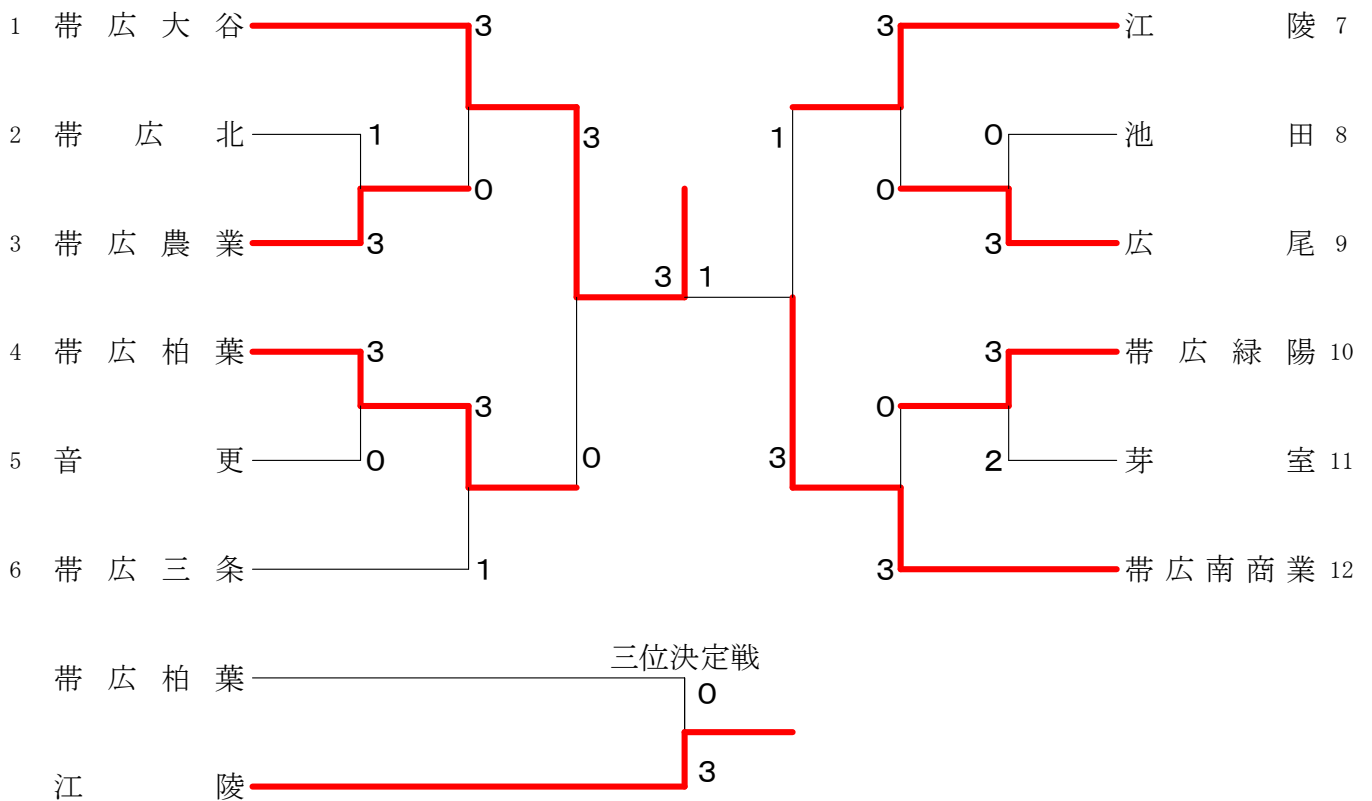 1 帯広大谷 3 3 江陵 7
2 帯広北 1 3 1 0 池田 8
0 0
3 帯広農業 3 3 広尾 9
3 1
4 帯広柏葉 3 3 帯広緑陽 10
3 0
5 音更 0 0 3 2 芽室 11
6 帯広三条 1 3 帯広南商業 12
三位決定戦
帯広柏葉 0
江陵 3